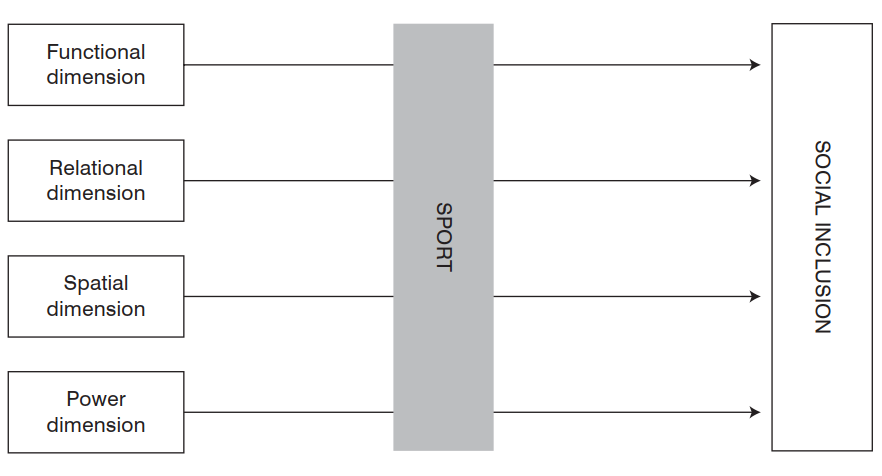 Functional
dimension
Relational
dimension
Spatial
dimension
Power
dimension
SPORT
SOCIAL INCLUSION